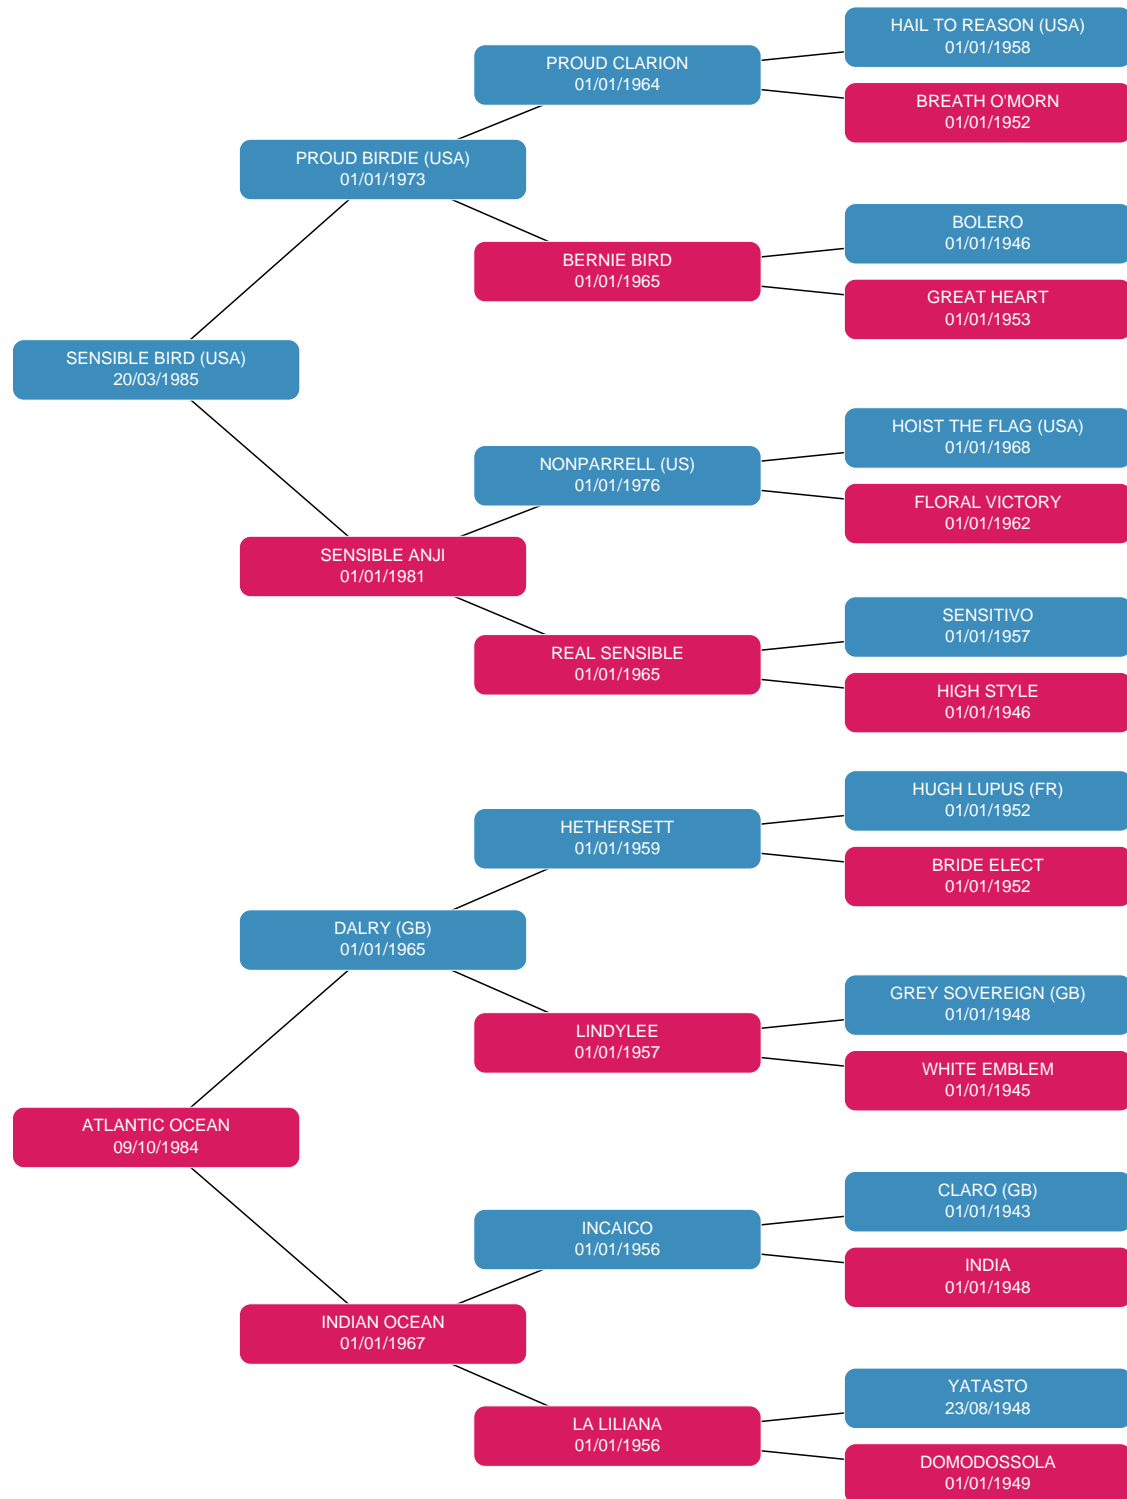 HAIL TO REASON (USA)
01/01/1958
PROUD CLARION
01/01/1964
BREATH O'MORN
01/01/1952
PROUD BIRDIE (USA)
01/01/1973
BOLERO
01/01/1946
BERNIE BIRD
01/01/1965
GREAT HEART
01/01/1953
SENSIBLE BIRD (USA)
20/03/1985
HOIST THE FLAG (USA)
01/01/1968
NONPARRELL (US)
01/01/1976
FLORAL VICTORY
01/01/1962
SENSIBLE ANJI
01/01/1981
SENSITIVO
01/01/1957
REAL SENSIBLE
01/01/1965
HIGH STYLE
01/01/1946
HUGH LUPUS (FR)
01/01/1952
HETHERSETT
01/01/1959
BRIDE ELECT
01/01/1952
DALRY (GB)
01/01/1965
GREY SOVEREIGN (GB)
01/01/1948
LINDYLEE
01/01/1957
WHITE EMBLEM
01/01/1945
ATLANTIC OCEAN
09/10/1984
CLARO (GB)
01/01/1943
INCAICO
01/01/1956
INDIA
01/01/1948
INDIAN OCEAN
01/01/1967
YATASTO
23/08/1948
LA LILIANA
01/01/1956
DOMODOSSOLA
01/01/1949